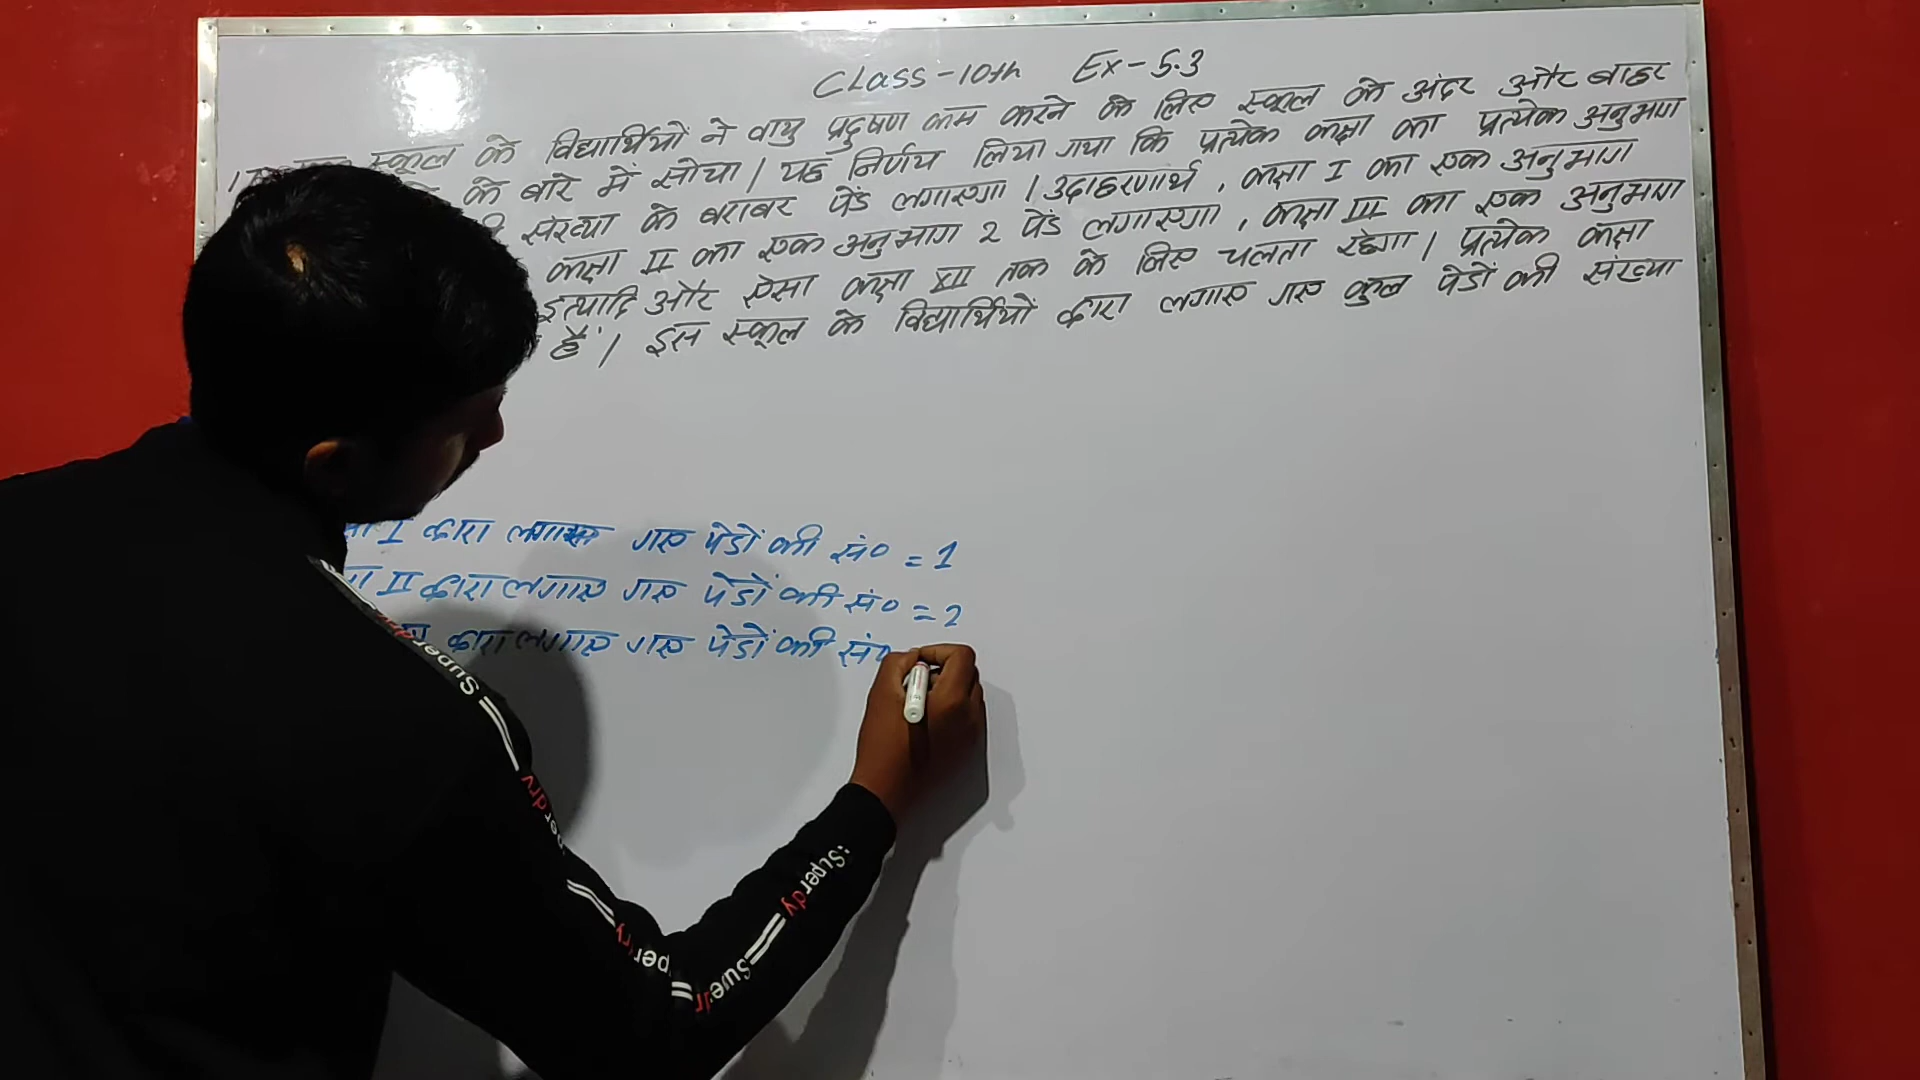 Class-10th Ex-5.3
स्कूल के विद्यार्थियों ने वायु प्रदुषण कम करने के लिए स्कूल के अंदर और बाहर
के बारे में सोचा। यह निर्णय लिया गया कि प्रत्येक कक्षा का प्रत्येक अनुभाग
संख्या के बराबर पेंड लगाएगा। उदाहरणार्थ, कक्षा I का एक अनुभाग
कक्षा II का एक अनुभाग 2 पेंड लगाएगा, कक्षा III का एक अनुभाग
इत्यादि और ऐसा कक्षा XII तक के लिए चलता रहेगा। प्रत्येक कक्षा
हैं। इस स्कूल के विद्यार्थियों द्वारा लगाए गए कुल पेडों की संख्या
I द्वारा लगाए गए पेडों की सं० = 1
II द्वारा लगाए गए पेडों की सं० = 2
द्वारा लगाए गए पेडों की सं०
Superdry
:Superdry